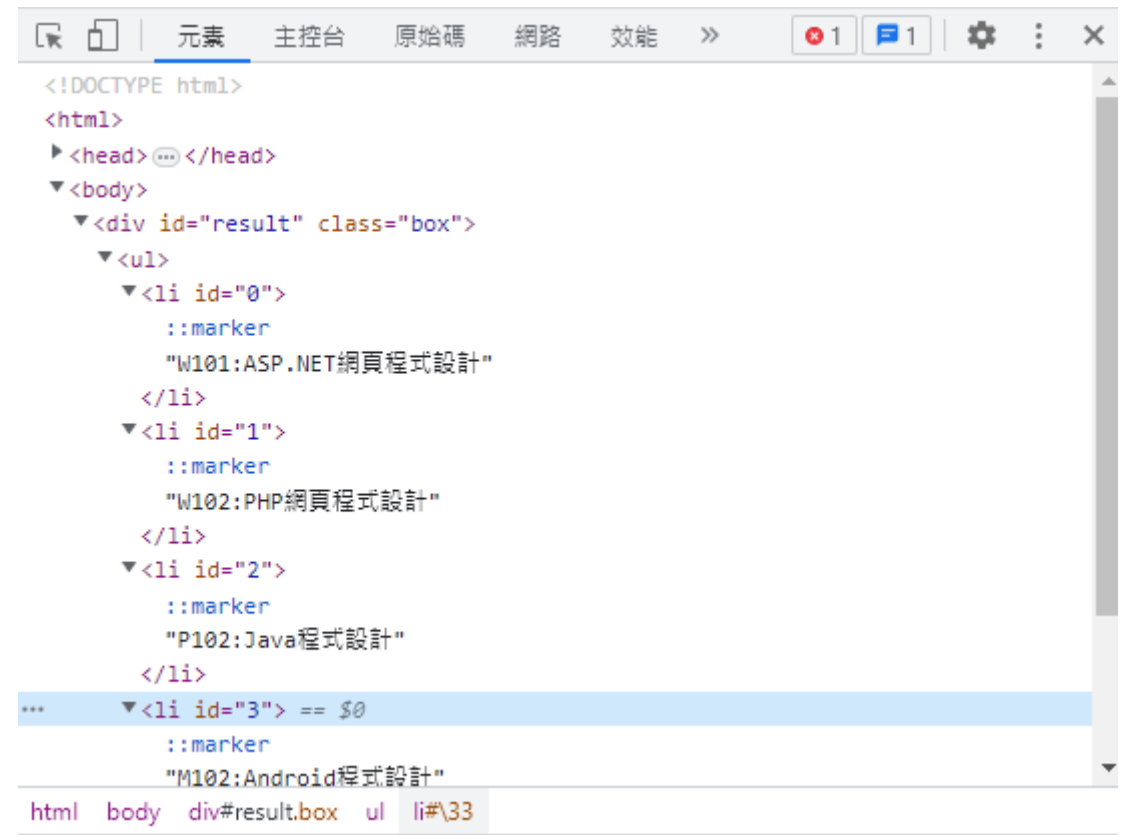 元素 主控台 原始碼 網路 效能 » 1 1
<!DOCTYPE html>
<html>
<head>…</head>
<body>
<div id="result" class="box">
<ul>
<li id="0">
::marker
"W101:ASP.NET網頁程式設計"
</li>
<li id="1">
::marker
"W102:PHP網頁程式設計"
</li>
<li id="2">
::marker
"P102:Java程式設計"
</li>
… <li id="3"> == $0
::marker
"M102:Android程式設計"
html body div#result.box ul li#\33